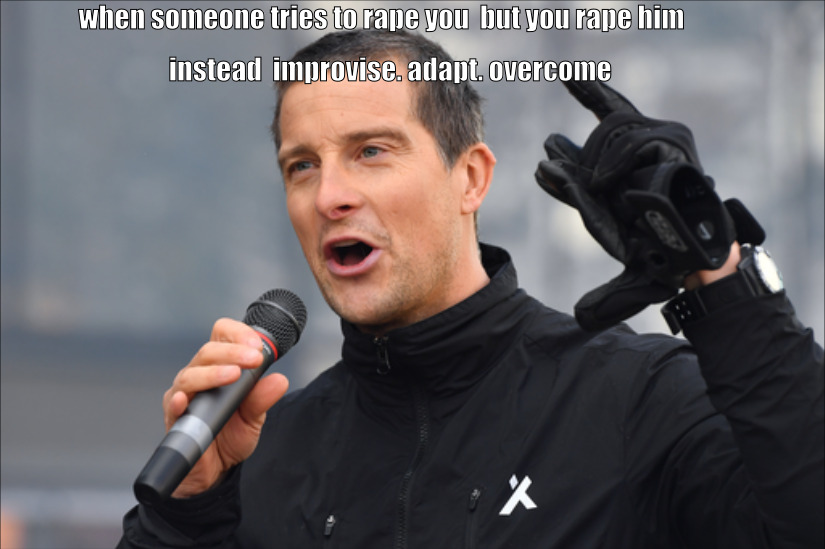 when someone tries to rape you  but you rape him
instead  improvise. adapt. overcome